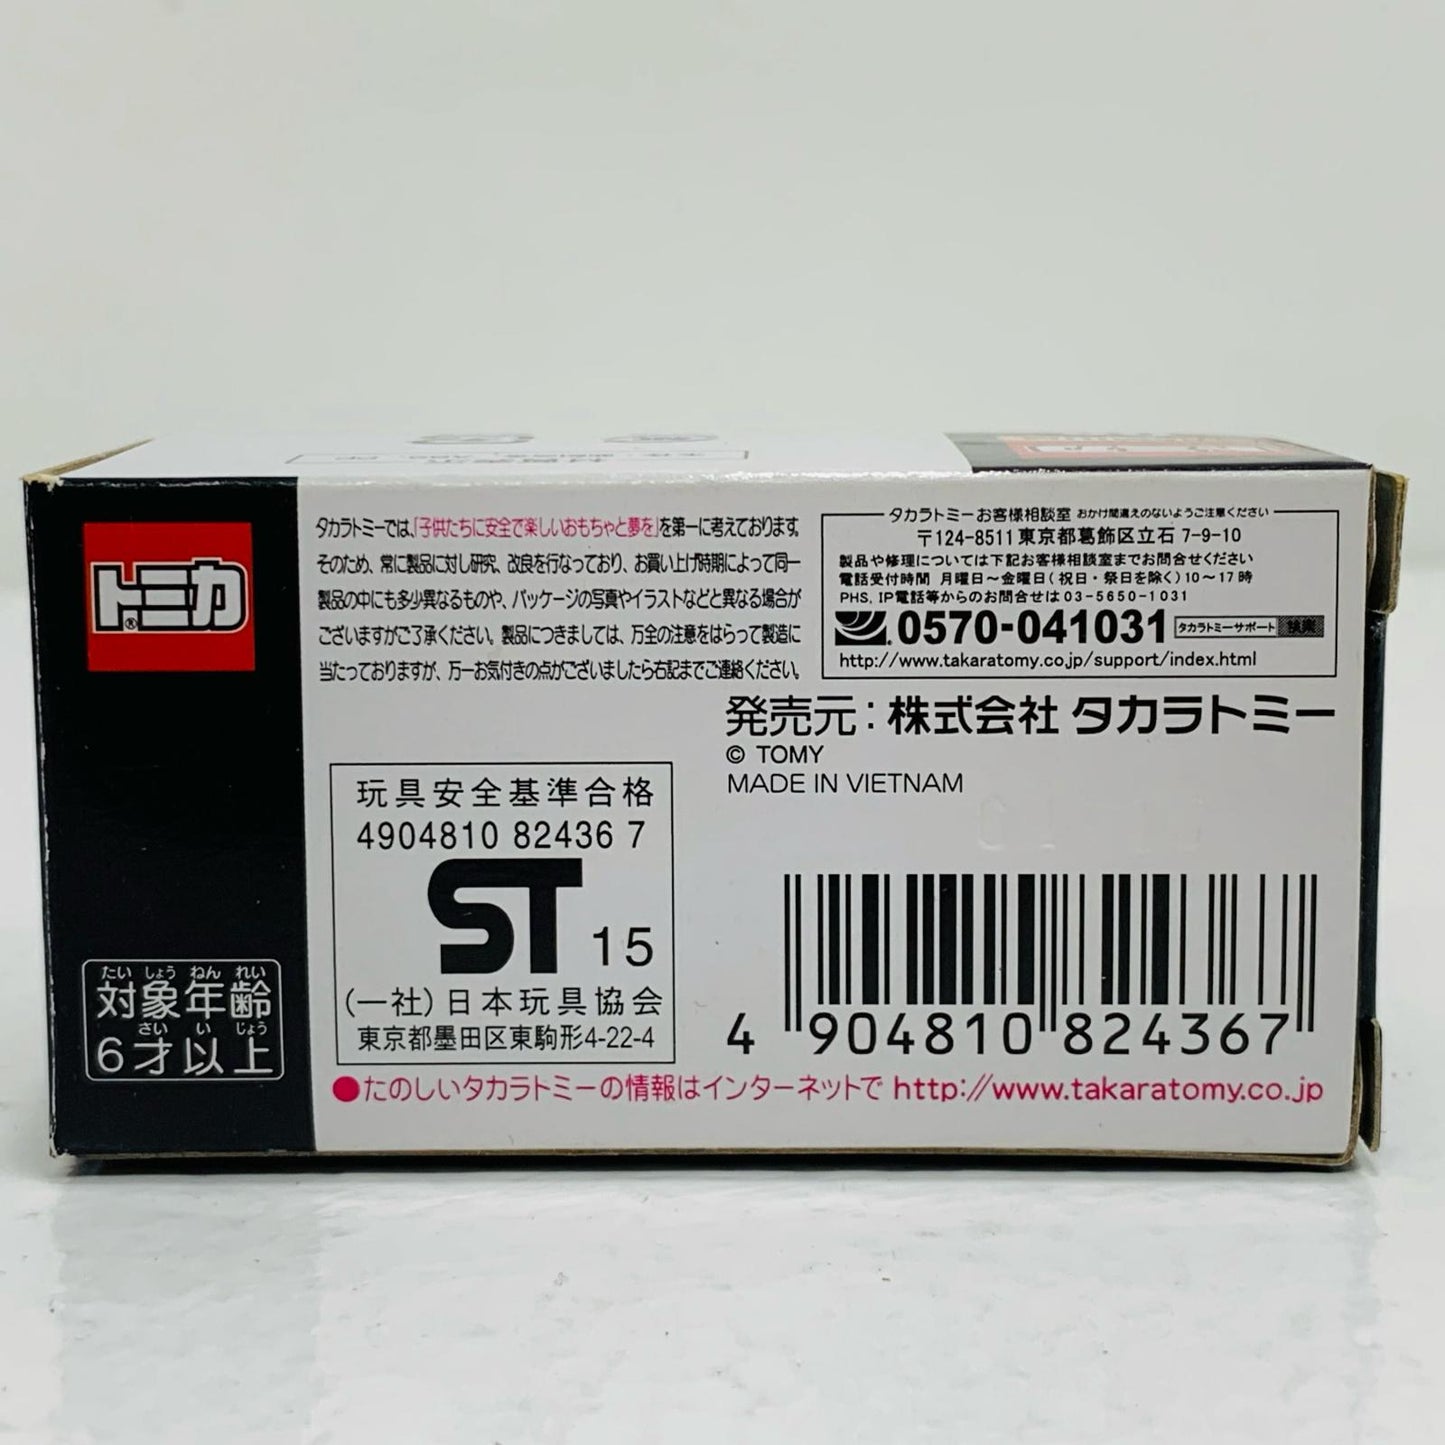 トミカ®
対象年齢
たいしょうねんれい
6才以上
さいいじょう
タカラトミーでは、「子供たちに安全で楽しいおもちゃと夢を」を第一に考えております。
そのため、常に製品に対し研究、改良を行なっており、お買い上げ時期によって同一
製品の中にも多少異なるものや、パッケージの写真やイラストなどと異なる場合が
ございますがご了承ください。製品につきましては、万全の注意をはらって製造に
当たっておりますが、万一お気付きの点がございましたら右記までご連絡ください。
タカラトミーお客様相談室 おかけ間違えのないようご注意ください
〒124-8511 東京都葛飾区立石 7-9-10
製品や修理については下記お客様相談室までお問合せください
電話受付時間 月曜日～金曜日(祝日・祭日を除く)10～17時
PHS, IP電話等からのお問合せは 03-5650-1031
0570-041031 タカラトミーサポート 検索
http://www.takaratomy.co.jp/support/index.html
発売元：株式会社 タカラトミー
© TOMY
MADE IN VIETNAM
玩具安全基準合格
4904810 82436 7
ST 15
(一社)日本玩具協会
東京都墨田区東駒形4-22-4
4 904810 824367
●たのしいタカラトミーの情報はインターネットで http://www.takaratomy.co.jp